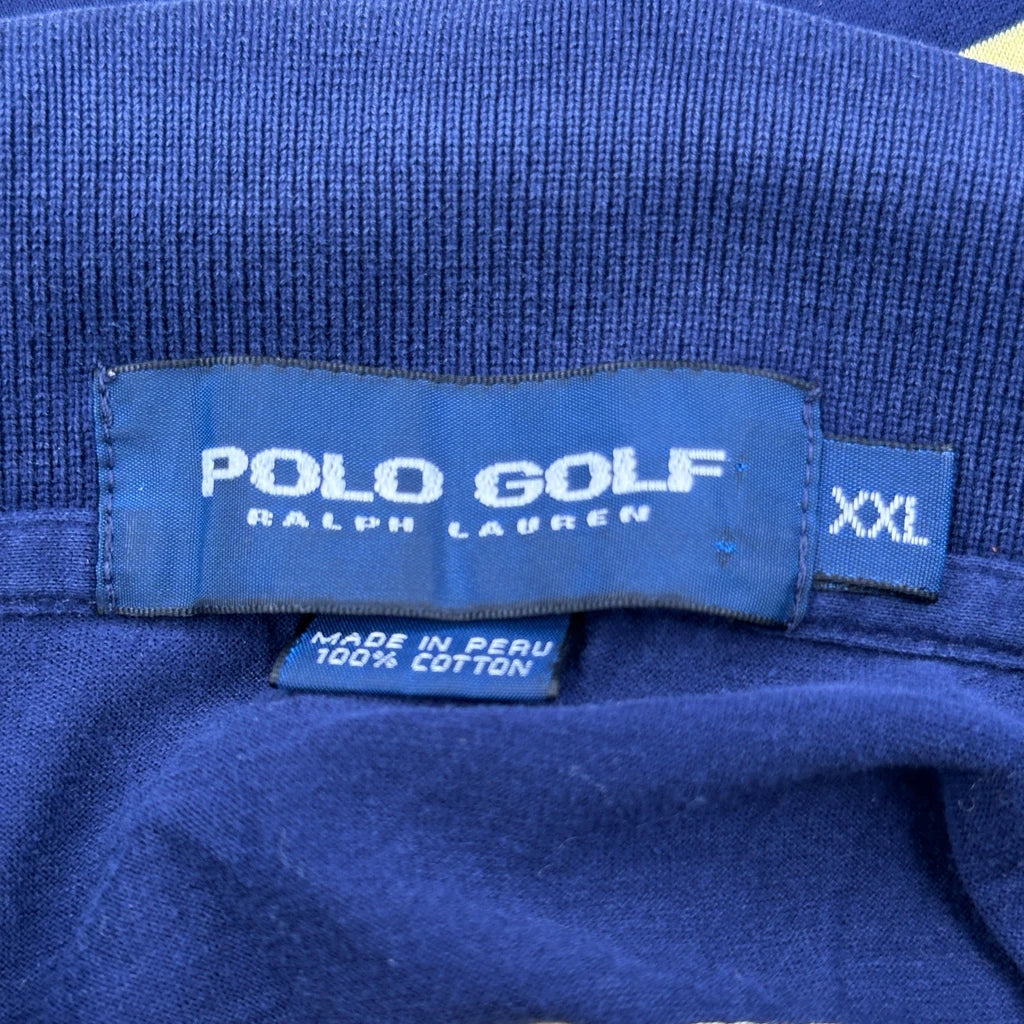 POLO GOLF
RALPH LAUREN
XXL
MADE IN PERU
100% COTTON